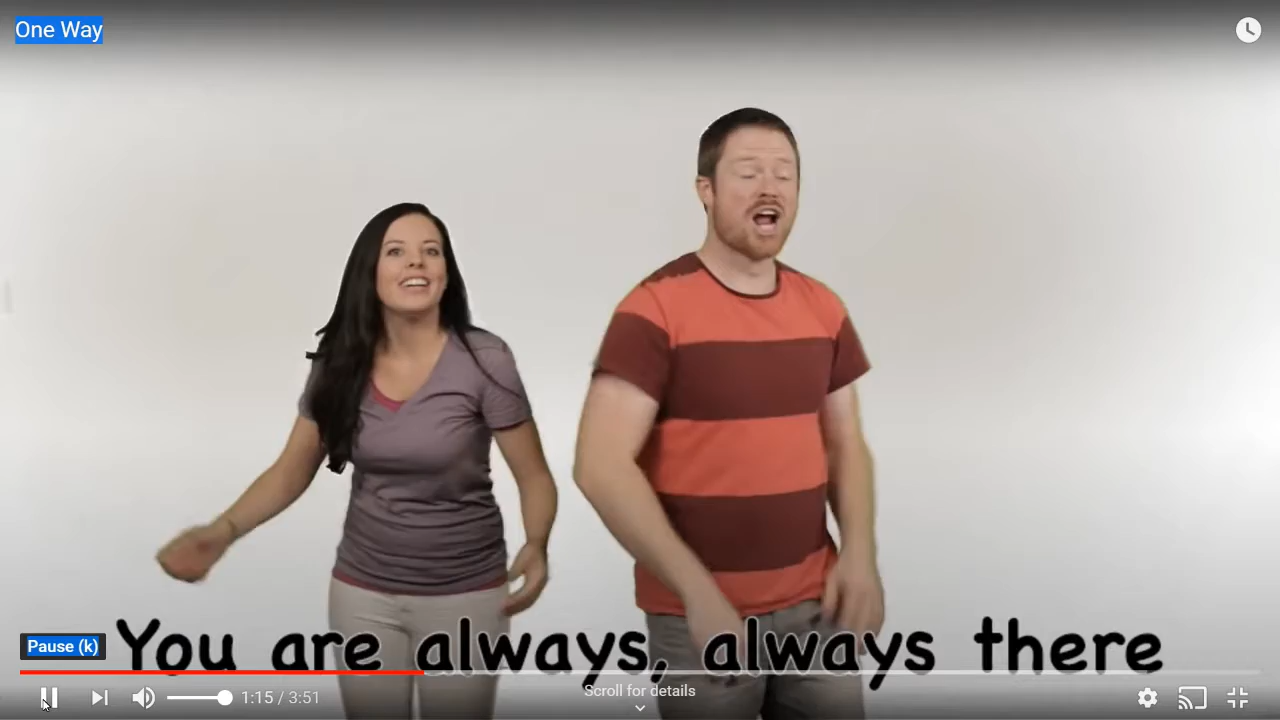 One Way
You are always, always there
Pause (k)
1:15 / 3:51
Scroll for details